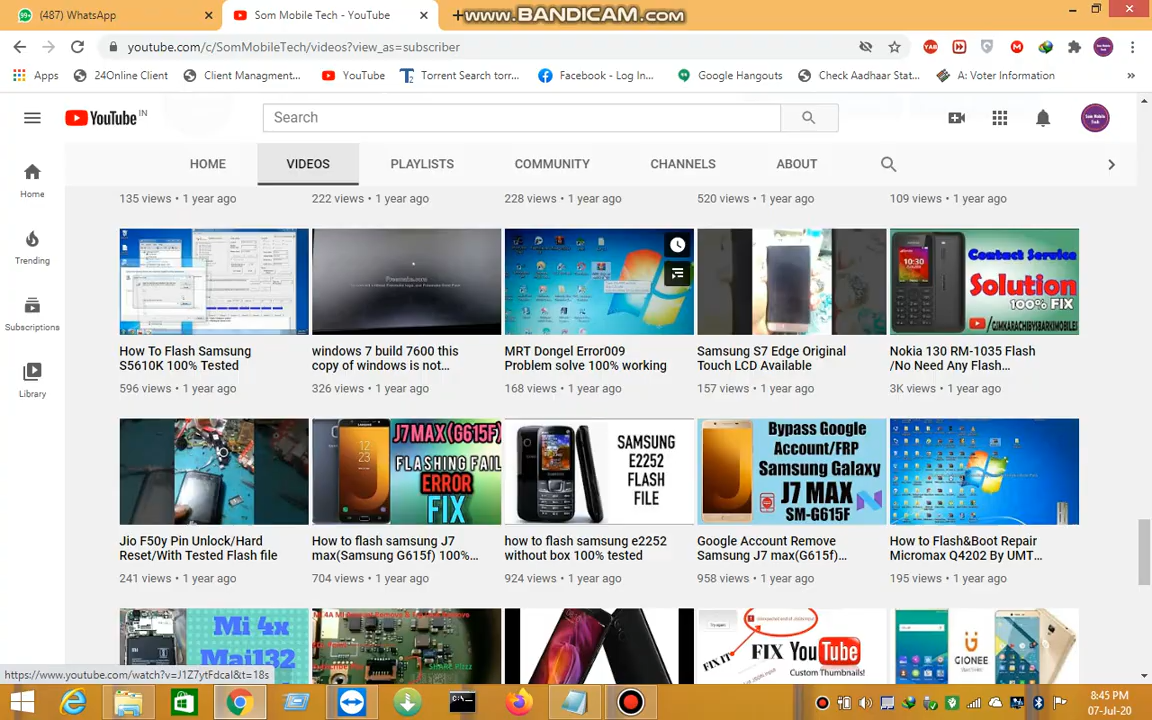 (487) WhatsApp
Som Mobile Tech - YouTube
www.BANDICAM.com
youtube.com/c/SomMobileTech/videos?view_as=subscriber
Apps
24Online Client
Client Managment...
YouTube
Torrent Search torr...
Facebook - Log In...
Google Hangouts
Check Aadhaar Stat...
A: Voter Information
YouTube IN
Search
Som Mobile Tech
HOME
VIDEOS
PLAYLISTS
COMMUNITY
CHANNELS
ABOUT
Home
Trending
Subscriptions
Library
135 views • 1 year ago
222 views • 1 year ago
228 views • 1 year ago
520 views • 1 year ago
109 views • 1 year ago
Contact Service
Solution
100% FIX
How To Flash Samsung
S5610K 100% Tested
596 views • 1 year ago
windows 7 build 7600 this
copy of windows is not...
326 views • 1 year ago
MRT Dongel Error009
Problem solve 100% working
168 views • 1 year ago
Samsung S7 Edge Original
Touch LCD Available
157 views • 1 year ago
Nokia 130 RM-1035 Flash
/No Need Any Flash...
3K views • 1 year ago
J7 MAX (G615F)
FLASHING FAIL
ERROR
FIX
SAMSUNG
E2252
FLASH
FILE
Bypass Google
Account/FRP
Samsung Galaxy
J7 MAX
SM-G615F
Jio F50y Pin Unlock/Hard
Reset/With Tested Flash file
241 views • 1 year ago
How to flash samsung J7
max(Samsung G615f) 100%...
704 views • 1 year ago
how to flash samsung e2252
without box 100% tested
924 views • 1 year ago
Google Account Remove
Samsung J7 max(G615f)...
958 views • 1 year ago
How to Flash&Boot Repair
Micromax Q4202 By UMT...
195 views • 1 year ago
Mi 4x
Mai132
FIX IT
FIX YouTube
Custom Thumbnails!
GIONEE
https://www.youtube.com/watch?v=J1Z7ytFdcaI&t=18s
8:45 PM
07-Jul-20